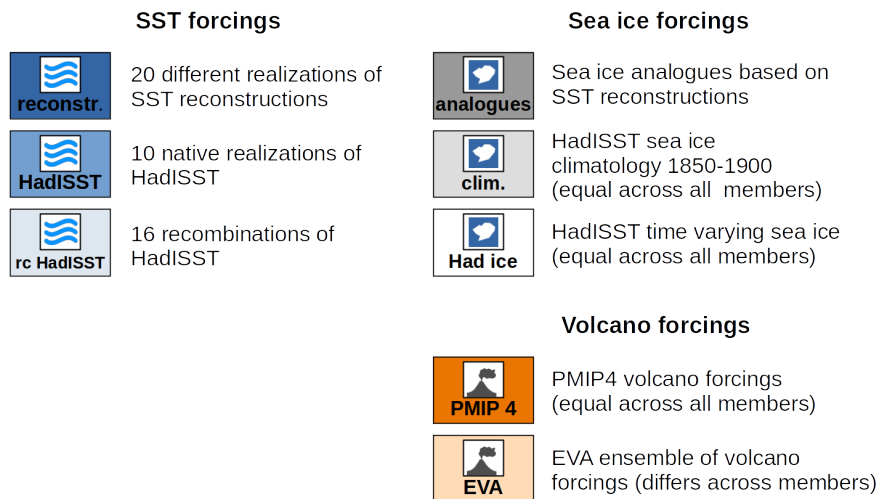 SST forcings
reconstr.
20 different realizations of
SST reconstructions
HadISST
10 native realizations of
HadISST
rc HadISST
16 recombinations of
HadISST
Sea ice forcings
analogues
Sea ice analogues based on
SST reconstructions
clim.
HadISST sea ice
climatology 1850-1900
(equal across all members)
Had ice
HadISST time varying sea ice
(equal across all members)
Volcano forcings
PMIP 4
PMIP4 volcano forcings
(equal across all members)
EVA
EVA ensemble of volcano
forcings (differs across members)